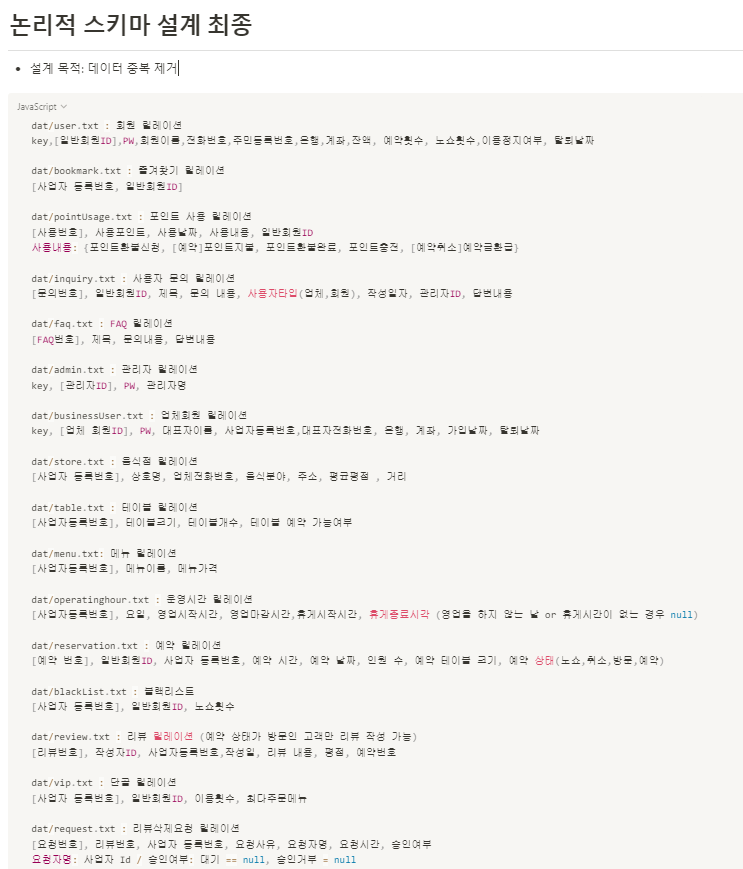 논리적 스키마 설계 최종
• 설계 목적: 데이터 중복 제거
JavaScript
dat/user.txt : 회원 릴레이션
key,[일반회원ID],PW,회원이름,전화번호,주민등록번호,은행,계좌,잔액, 예약횟수, 노쇼횟수,이용정지여부, 탈퇴날짜
dat/bookmark.txt : 즐겨찾기 릴레이션
[사업자 등록번호, 일반회원ID]
dat/pointUsage.txt : 포인트 사용 릴레이션
[사용번호], 사용포인트, 사용날짜, 사용내용, 일반회원ID
사용내용: {포인트환불신청, [예약]포인트지불, 포인트환불완료, 포인트충전, [예약취소]예약금환급}
dat/inquiry.txt : 사용자 문의 릴레이션
[문의번호], 일반회원ID, 제목, 문의 내용, 사용자타입(업체,회원), 작성일자, 관리자ID, 답변내용
dat/faq.txt : FAQ 릴레이션
[FAQ번호], 제목, 문의내용, 답변내용
dat/admin.txt : 관리자 릴레이션
key, [관리자ID], PW, 관리자명
dat/businessUser.txt : 업체회원 릴레이션
key, [업체 회원ID], PW, 대표자이름, 사업자등록번호,대표자전화번호, 은행, 계좌, 가입날짜, 탈퇴날짜
dat/store.txt : 음식점 릴레이션
[사업자 등록번호], 상호명, 업체전화번호, 음식분야, 주소, 평균평점 , 거리
dat/table.txt : 테이블 릴레이션
[사업자등록번호], 테이블크기, 테이블개수, 테이블 예약 가능여부
dat/menu.txt: 메뉴 릴레이션
[사업자등록번호], 메뉴이름, 메뉴가격
dat/operatinghour.txt : 운영시간 릴레이션
[사업자등록번호], 요일, 영업시작시간, 영업마감시간,휴게시작시간, 휴게종료시각 (영업을 하지 않는 날 or 휴게시간이 없는 경우 null)
dat/reservation.txt : 예약 릴레이션
[예약 번호], 일반회원ID, 사업자 등록번호, 예약 시간, 예약 날짜, 인원 수, 예약 테이블 크기, 예약 상태(노쇼,취소,방문,예약)
dat/blackList.txt : 블랙리스트
[사업자 등록번호], 일반회원ID, 노쇼횟수
dat/review.txt : 리뷰 릴레이션 (예약 상태가 방문인 고객만 리뷰 작성 가능)
[리뷰번호], 작성자ID, 사업자등록번호,작성일, 리뷰 내용, 평점, 예약번호
dat/vip.txt : 단골 릴레이션
[사업자 등록번호], 일반회원ID, 이용횟수, 최다주문메뉴
dat/request.txt : 리뷰삭제요청 릴레이션
[요청번호], 리뷰번호, 사업자 등록번호, 요청사유, 요청자명, 요청시간, 승인여부
요청자명: 사업자 Id / 승인여부: 대기 == null, 승인거부 = null